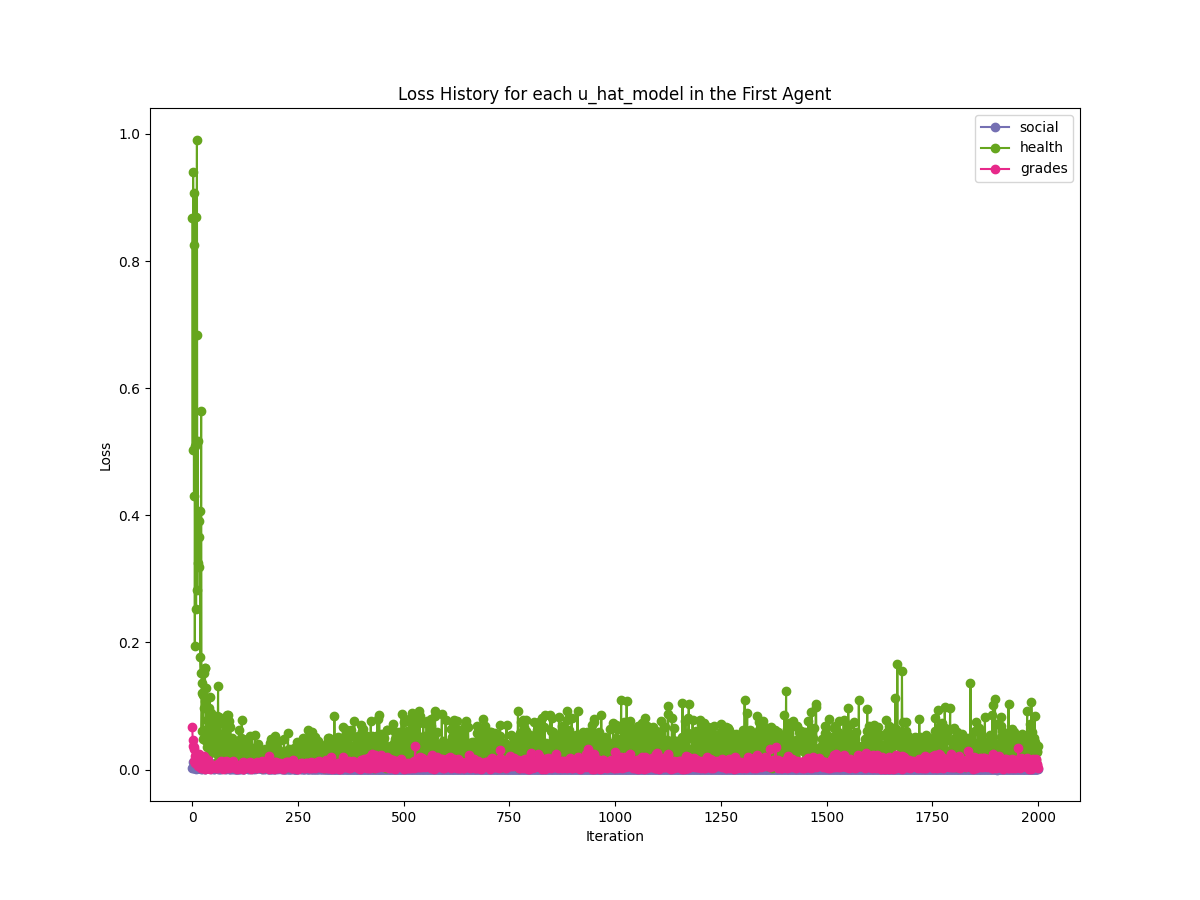 Loss History for each u_hat_model in the First Agent
social
health
grades
1.0
0.8
0.6
0.4
0.2
0.0
Loss
0 250 500 750 1000 1250 1500 1750 2000
Iteration